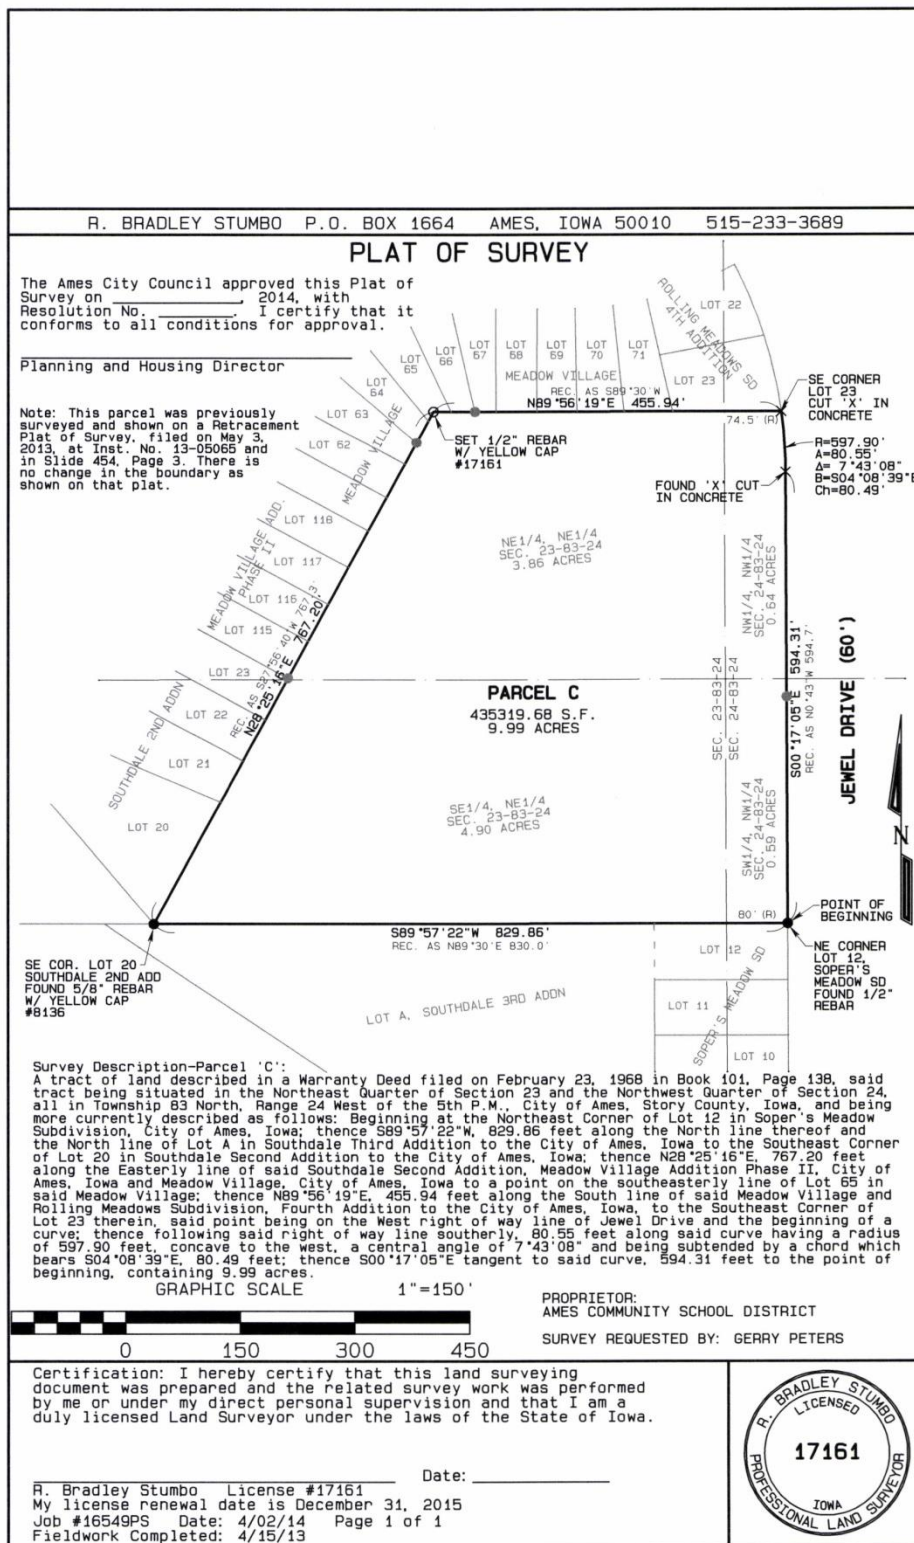 R. BRADLEY STUMBO P.O. BOX 1664 AMES, IOWA 50010 515-233-3689
PLAT OF SURVEY
The Ames City Council approved this Plat of
Survey on ____________, 2014, with
Resolution No. ________. I certify that it
conforms to all conditions for approval.
Planning and Housing Director
Note: This parcel was previously
surveyed and shown on a Retracement
Plat of Survey, filed on May 3,
2013, at Inst. No. 13-05065 and
in Slide 454, Page 3. There is
no change in the boundary as
shown on that plat.
LOT 62
LOT 63
LOT 64
LOT 65
LOT 66
LOT 67
LOT 68
LOT 69
LOT 70
LOT 71
LOT 23
LOT 22
ROLLING MEADOWS SD
4TH ADDITION
MEADOW VILLAGE
REC. AS S89°30'W
N89°56'19"E 455.94'
74.5' (R)
SE CORNER
LOT 23
CUT 'X' IN
CONCRETE
R=597.90'
A=80.55'
Δ= 7°43'08"
B=S04°08'39"E
Ch=80.49'
SET 1/2" REBAR
W/ YELLOW CAP
#17161
FOUND 'X' CUT
IN CONCRETE
MEADOW VILLAGE
LOT 118
LOT 117
LOT 116
LOT 115
MEADOW VILLAGE ADD.
PHASE II
LOT 23
LOT 22
LOT 21
LOT 20
SOUTHDALE 2ND ADDN
REC. AS S27°56'40"W 767.3'
N28°25'16"E 767.20'
NE1/4, NE1/4
SEC. 23-83-24
3.86 ACRES
NW1/4, NW1/4
SEC. 24-83-24
0.64 ACRES
PARCEL C
435319.68 S.F.
9.99 ACRES
SEC. 23-83-24
SEC. 24-83-24
S00°17'05"E 594.31'
REC. AS N0°43'W 594.7'
JEWEL DRIVE (60')
N
SE1/4, NE1/4
SEC. 23-83-24
4.90 ACRES
SW1/4, NW1/4
SEC. 24-83-24
0.59 ACRES
80' (R)
POINT OF
BEGINNING
S89°57'22"W 829.86'
REC. AS N89°30'E 830.0'
SE COR. LOT 20
SOUTHDALE 2ND ADD
FOUND 5/8" REBAR
W/ YELLOW CAP
#8136
NE CORNER
LOT 12,
SOPER'S
MEADOW SD
FOUND 1/2"
REBAR
LOT A, SOUTHDALE 3RD ADDN
LOT 12
LOT 11
LOT 10
SOPER'S MEADOW SD
Survey Description-Parcel 'C':
A tract of land described in a Warranty Deed filed on February 23, 1968 in Book 101, Page 138, said
tract being situated in the Northeast Quarter of Section 23 and the Northwest Quarter of Section 24,
all in Township 83 North, Range 24 West of the 5th P.M., City of Ames, Story County, Iowa, and being
more currently described as follows: Beginning at the Northeast Corner of Lot 12 in Soper's Meadow
Subdivision, City of Ames, Iowa; thence S89°57'22"W, 829.86 feet along the North line thereof and
the North line of Lot A in Southdale Third Addition to the City of Ames, Iowa to the Southeast Corner
of Lot 20 in Southdale Second Addition to the City of Ames, Iowa; thence N28°25'16"E, 767.20 feet
along the Easterly line of said Southdale Second Addition, Meadow Village Addition Phase II, City of
Ames, Iowa and Meadow Village, City of Ames, Iowa to a point on the southeasterly line of Lot 65 in
said Meadow Village; thence N89°56'19"E, 455.94 feet along the South line of said Meadow Village and
Rolling Meadows Subdivision, Fourth Addition to the City of Ames, Iowa, to the Southeast Corner of
Lot 23 therein, said point being on the West right of way line of Jewel Drive and the beginning of a
curve; thence following said right of way line southerly, 80.55 feet along said curve having a radius
of 597.90 feet, concave to the west, a central angle of 7°43'08" and being subtended by a chord which
bears S04°08'39"E, 80.49 feet; thence S00°17'05"E tangent to said curve, 594.31 feet to the point of
beginning, containing 9.99 acres.
GRAPHIC SCALE 1"=150'
0 150 300 450
PROPRIETOR:
AMES COMMUNITY SCHOOL DISTRICT
SURVEY REQUESTED BY: GERRY PETERS
Certification: I hereby certify that this land surveying
document was prepared and the related survey work was performed
by me or under my direct personal supervision and that I am a
duly licensed Land Surveyor under the laws of the State of Iowa.
Date: ____________
R. Bradley Stumbo License #17161
My license renewal date is December 31, 2015
Job #16549PS Date: 4/02/14 Page 1 of 1
Fieldwork Completed: 4/15/13
R. BRADLEY STUMBO
LICENSED
17161
IOWA
PROFESSIONAL LAND SURVEYOR